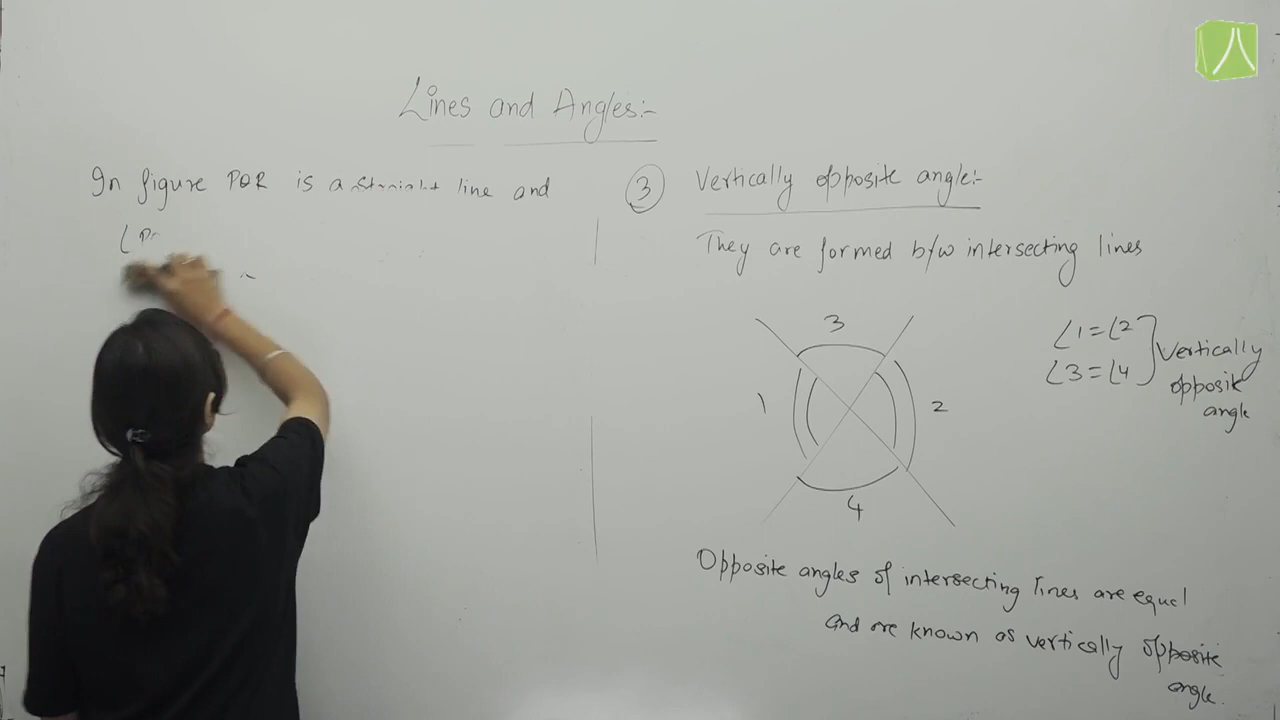 Lines and Angles:-
In figure POR is a straight line and
3 Vertically opposite angle:-
They are formed b/w intersecting lines
3
1
2
4
∠1=∠2
∠3=∠4
Vertically
opposite
angle
Opposite angles of intersecting lines are equal
and are known as vertically opposite
angle.